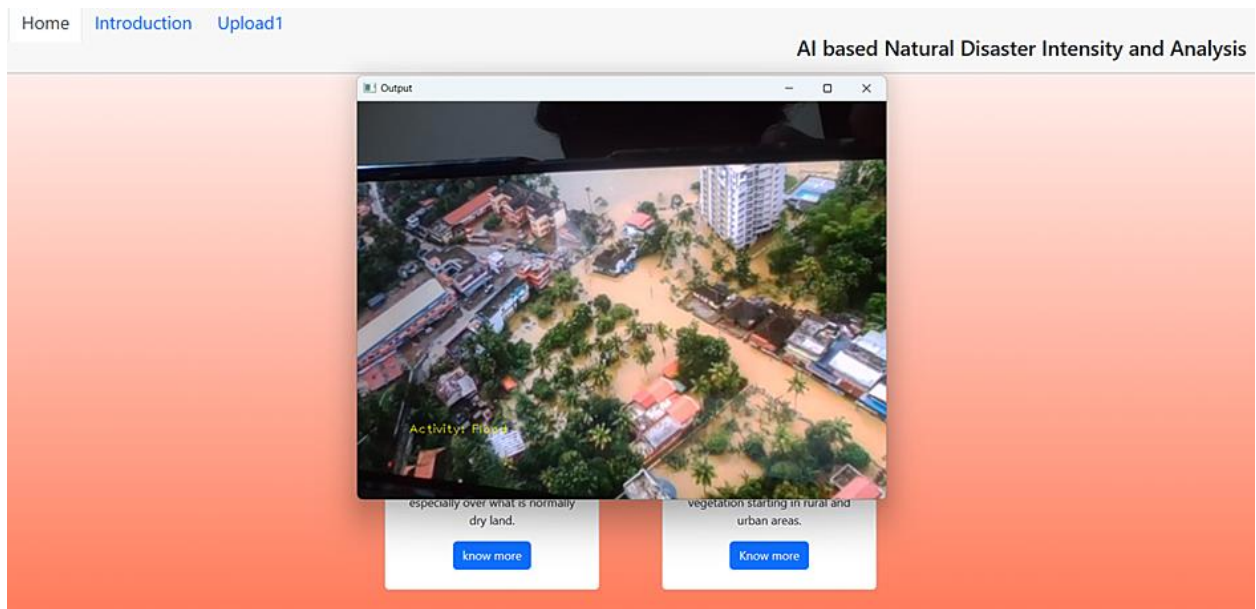 Home Introduction Upload1
AI based Natural Disaster Intensity and Analysis
Output
Activity: Flood
especially over what is normally
dry land.
know more
vegetation starting in rural and
urban areas.
Know more